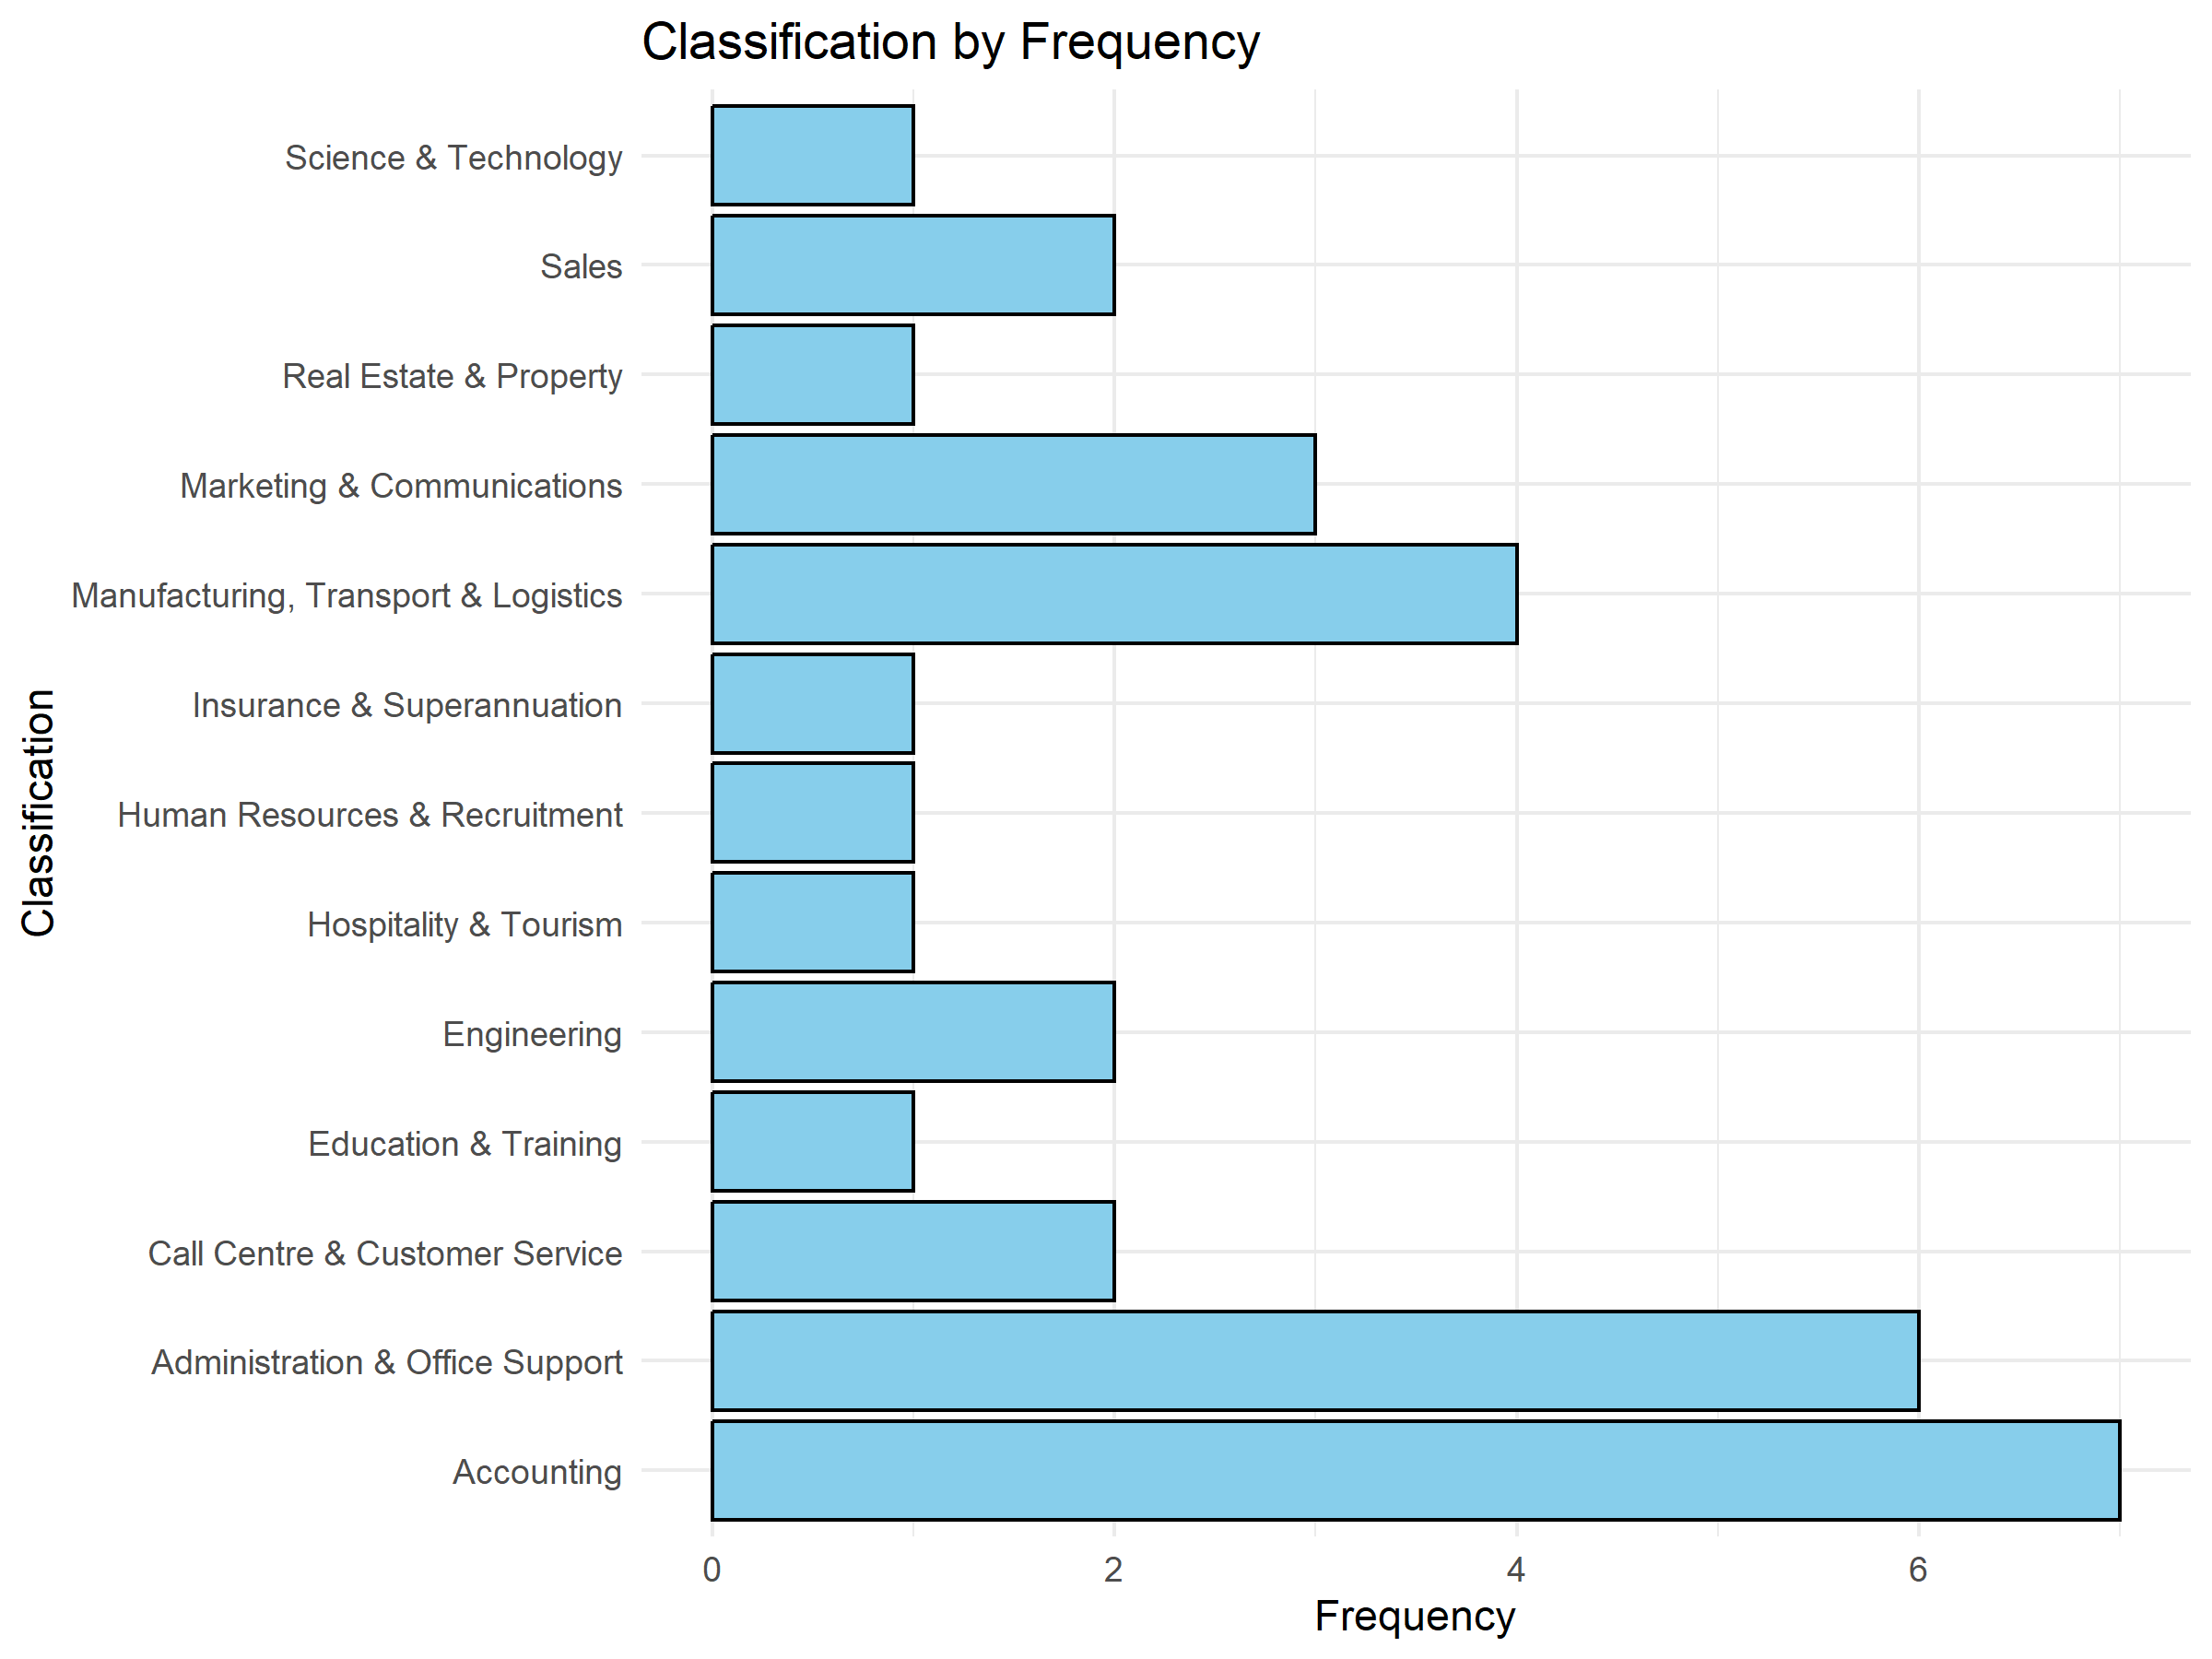 Classification by Frequency
Science & Technology
Sales
Real Estate & Property
Marketing & Communications
Manufacturing, Transport & Logistics
Insurance & Superannuation
Human Resources & Recruitment
Hospitality & Tourism
Engineering
Education & Training
Call Centre & Customer Service
Administration & Office Support
Accounting
Classification
0 2 4 6
Frequency